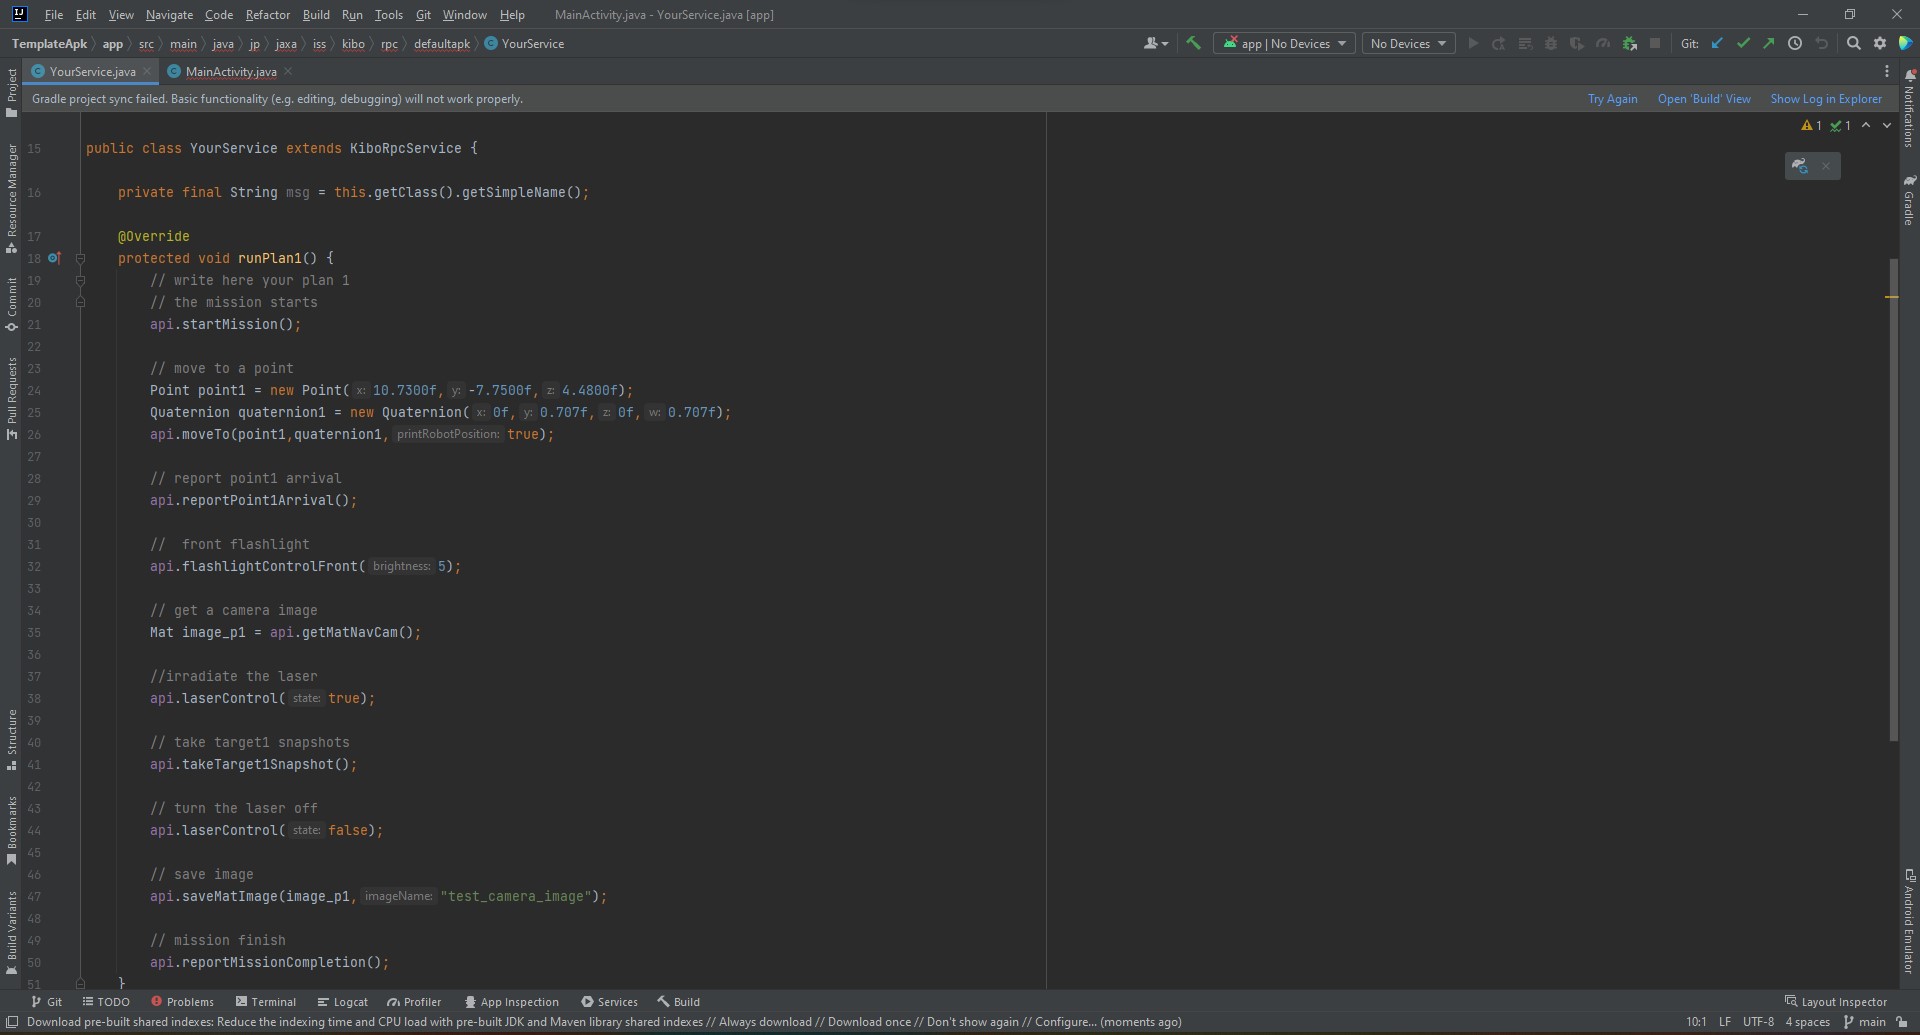 File Edit View Navigate Code Refactor Build Run Tools Git Window Help MainActivity.java - YourService.java [app]
TemplateApk app src main java jp jaxa iss kibo rpc defaultapk YourService app | No Devices No Devices Git:
YourService.java MainActivity.java
Gradle project sync failed. Basic functionality (e.g. editing, debugging) will not work properly. Try Again Open 'Build' View Show Log in Explorer
1 1
15 public class YourService extends KiboRpcService {
16 private final String msg = this.getClass().getSimpleName();
17 @Override
18 protected void runPlan1() {
19 // write here your plan 1
20 // the mission starts
21 api.startMission();
22
23 // move to a point
24 Point point1 = new Point( x: 10.7300f, y: -7.7500f, z: 4.4800f);
25 Quaternion quaternion1 = new Quaternion( x: 0f, y: 0.707f, z: 0f, w: 0.707f);
26 api.moveTo(point1,quaternion1, printRobotPosition: true);
27
28 // report point1 arrival
29 api.reportPoint1Arrival();
30
31 //  front flashlight
32 api.flashlightControlFront( brightness: 5);
33
34 // get a camera image
35 Mat image_p1 = api.getMatNavCam();
36
37 //irradiate the laser
38 api.laserControl( state: true);
39
40 // take target1 snapshots
41 api.takeTarget1Snapshot();
42
43 // turn the laser off
44 api.laserControl( state: false);
45
46 // save image
47 api.saveMatImage(image_p1, imageName: "test_camera_image");
48
49 // mission finish
50 api.reportMissionCompletion();
51 }
Project
Resource Manager
Commit
Pull Requests
Structure
Bookmarks
Build Variants
Notifications
Gradle
Android Emulator
Git TODO Problems Terminal Logcat Profiler App Inspection Services Build Layout Inspector
Download pre-built shared indexes: Reduce the indexing time and CPU load with pre-built JDK and Maven library shared indexes // Always download // Download once // Don't show again // Configure... (moments ago) 10:1 LF UTF-8 4 spaces main